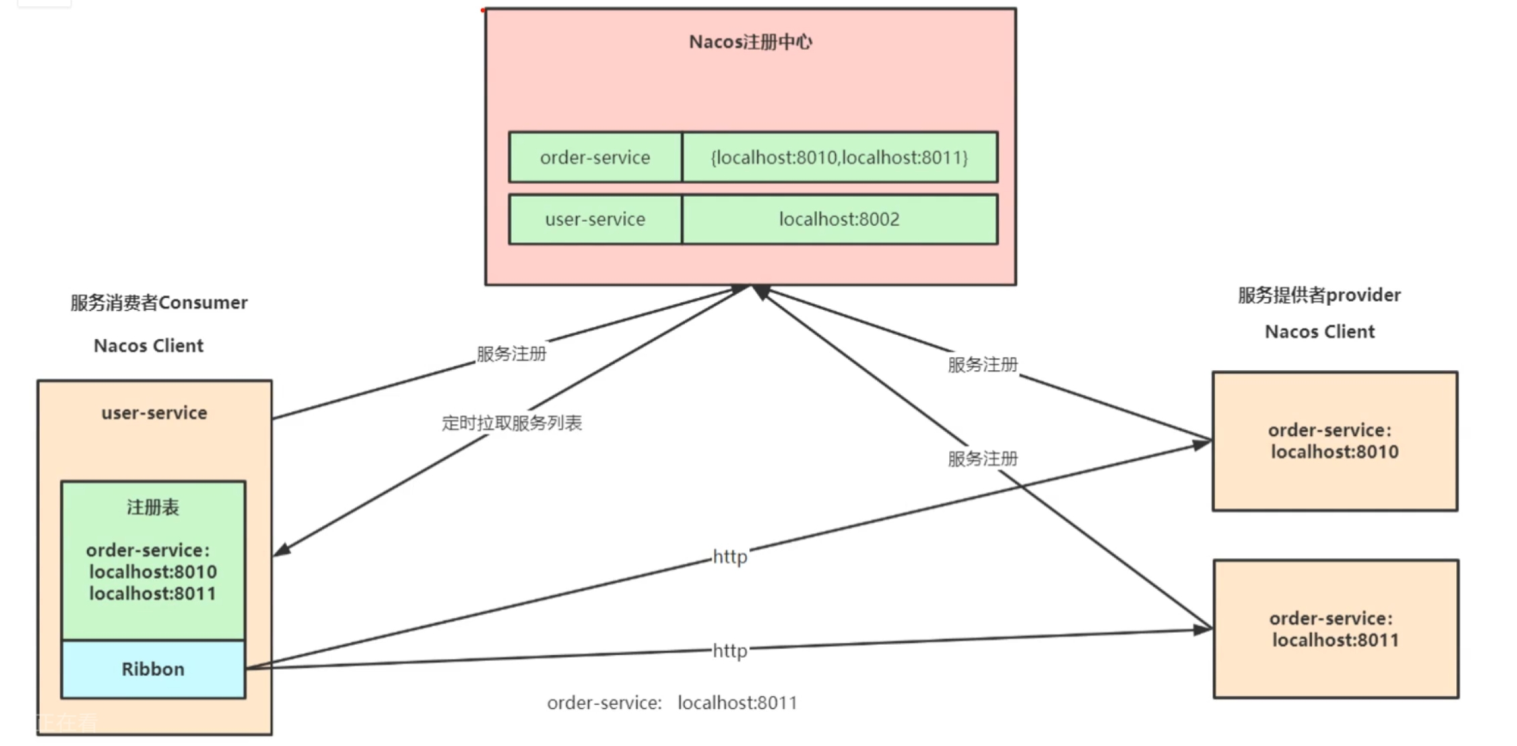 Nacos注册中心
order-service
{localhost:8010,localhost:8011}
user-service
localhost:8002
服务消费者Consumer
Nacos Client
服务提供者provider
Nacos Client
服务注册
服务注册
定时拉取服务列表
服务注册
user-service
注册表
order-service:
localhost:8010
localhost:8011
Ribbon
http
http
order-service: localhost:8011
order-service:
localhost:8010
order-service:
localhost:8011
正在看